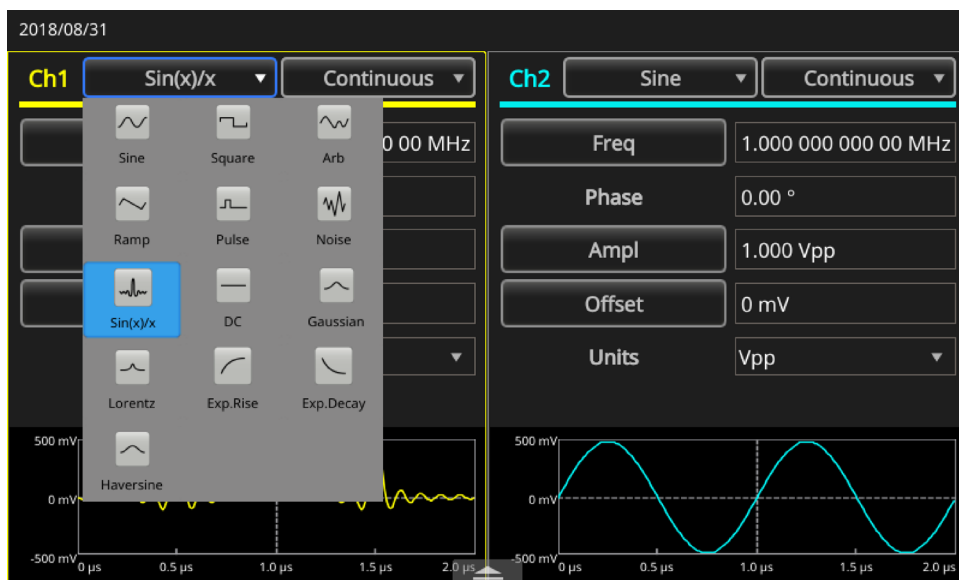 2018/08/31
Ch1 Sin(x)/x Continuous
Ch2 Sine Continuous
Sine Square Arb
Ramp Pulse Noise
Sin(x)/x DC Gaussian
Lorentz Exp.Rise Exp.Decay
Haversine
0 00 MHz
Freq 1.000 000 000 00 MHz
Phase 0.00 °
Ampl 1.000 Vpp
Offset 0 mV
Units Vpp
500 mV
0 mV
-500 mV
0 µs 0.5 µs 1.0 µs 1.5 µs 2.0 µs
500 mV
0 mV
-500 mV
0 µs 0.5 µs 1.0 µs 1.5 µs 2.0 µs